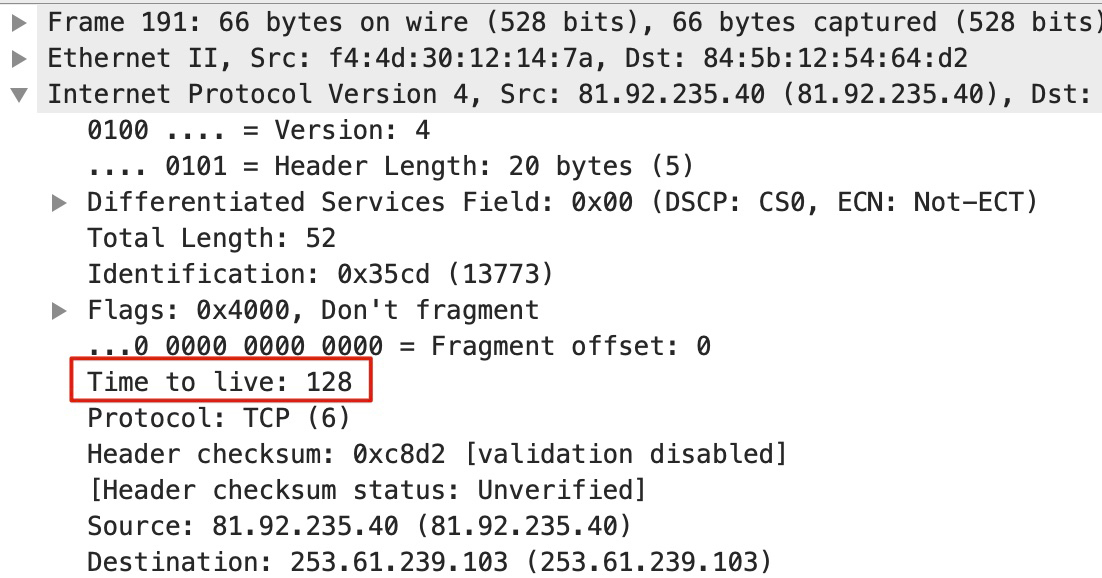 Frame 191: 66 bytes on wire (528 bits), 66 bytes captured (528 bits)
Ethernet II, Src: f4:4d:30:12:14:7a, Dst: 84:5b:12:54:64:d2
Internet Protocol Version 4, Src: 81.92.235.40 (81.92.235.40), Dst:
0100 .... = Version: 4
.... 0101 = Header Length: 20 bytes (5)
Differentiated Services Field: 0x00 (DSCP: CS0, ECN: Not-ECT)
Total Length: 52
Identification: 0x35cd (13773)
Flags: 0x4000, Don't fragment
...0 0000 0000 0000 = Fragment offset: 0
Time to live: 128
Protocol: TCP (6)
Header checksum: 0xc8d2 [validation disabled]
[Header checksum status: Unverified]
Source: 81.92.235.40 (81.92.235.40)
Destination: 253.61.239.103 (253.61.239.103)